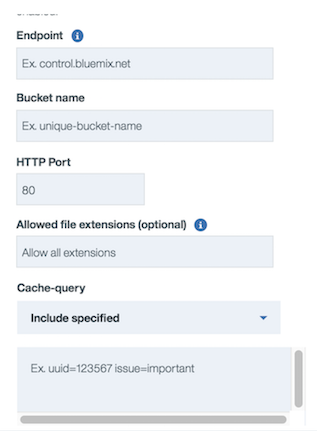 Endpoint
Ex. control.bluemix.net
Bucket name
Ex. unique-bucket-name
HTTP Port
80
Allowed file extensions (optional)
Allow all extensions
Cache-query
Include specified
Ex. uuid=123567 issue=important